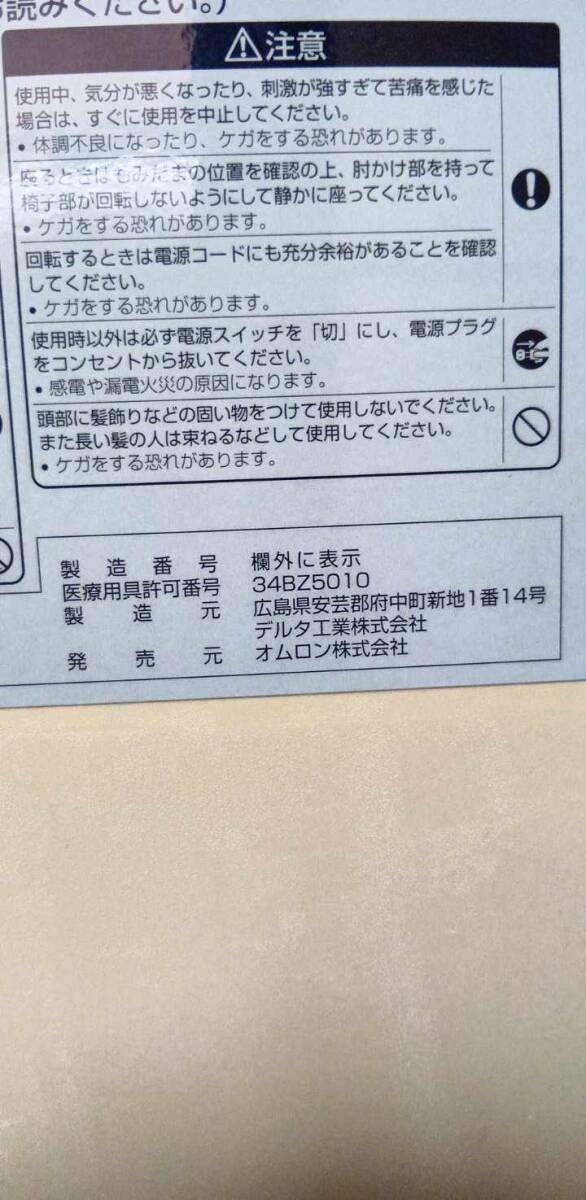 読みください。)
⚠注意
使用中、気分が悪くなったり、刺激が強すぎて苦痛を感じた
場合は、すぐに使用を中止してください。
• 体調不良になったり、ケガをする恐れがあります。
座るときはもみだまの位置を確認の上、肘かけ部を持って
椅子部が回転しないようにして静かに座ってください。
• ケガをする恐れがあります。
回転するときは電源コードにも充分余裕があることを確認
してください。
• ケガをする恐れがあります。
使用時以外は必ず電源スイッチを「切」にし、電源プラグ
をコンセントから抜いてください。
• 感電や漏電火災の原因になります。
頭部に髪飾りなどの固い物をつけて使用しないでください。
また長い髪の人は束ねるなどして使用してください。
• ケガをする恐れがあります。
製造番号 欄外に表示
医療用具許可番号 34BZ5010
製造元 広島県安芸郡府中町新地1番14号
デルタ工業株式会社
発売元 オムロン株式会社